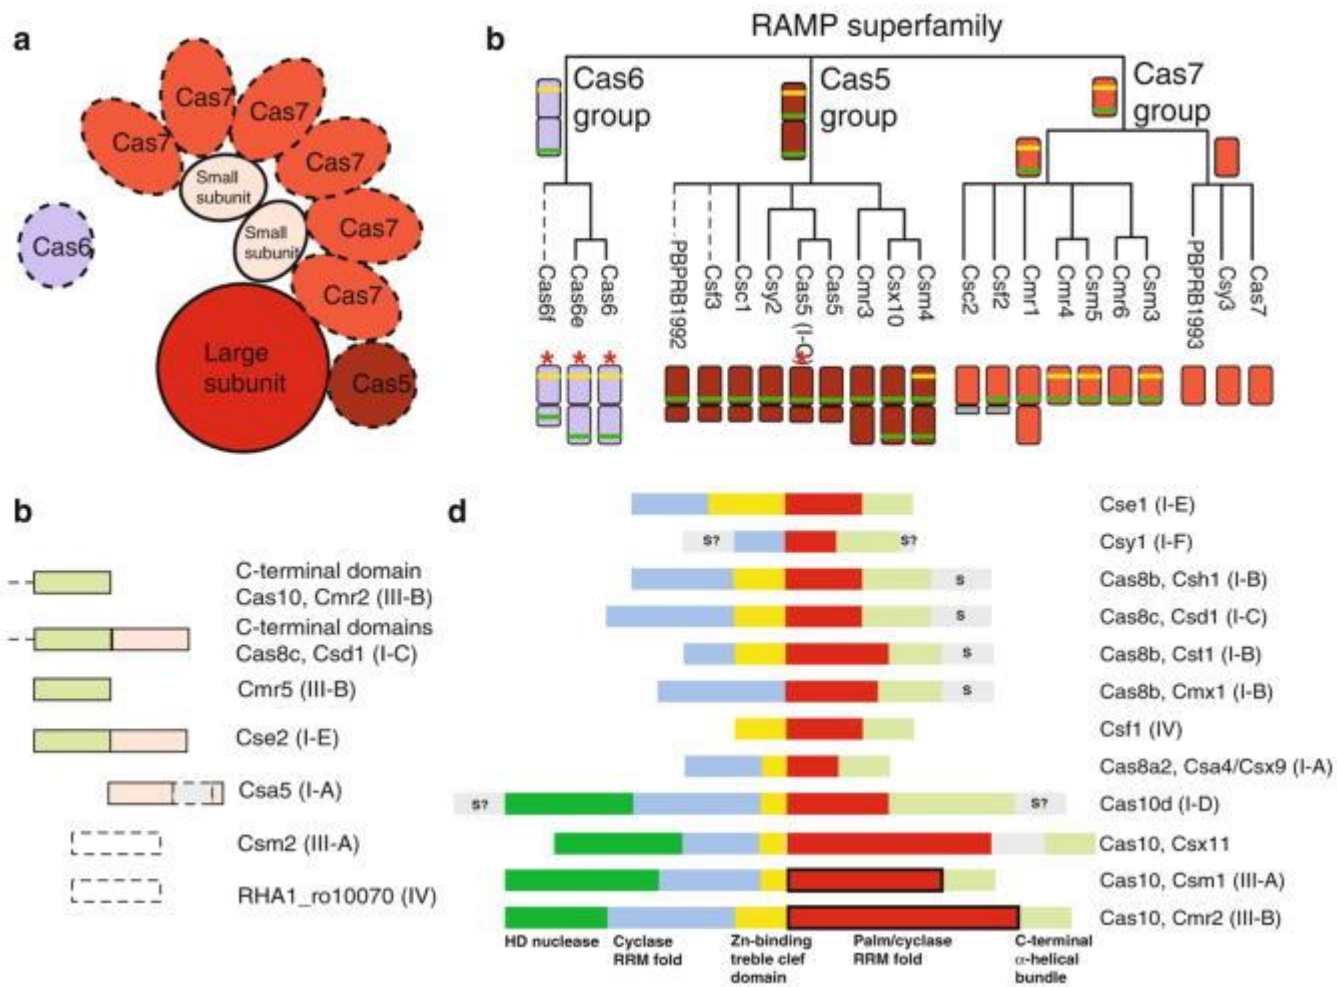 a
Cas7
Cas7
Cas7
Cas7
Small
subunit
Small
subunit
Cas7
Cas6
Cas7
Large
subunit
Cas5
b
RAMP superfamily
Cas6
group
Cas5
group
Cas7
group
Cas6f
Cas6e
Cas6
PBPRB1992
Csf3
Csc1
Csy2
Cas5 (I-C)
Cas5
Cmr3
Csx10
Csm4
Csc2
Csf2
Cmr1
Cmr4
Csm5
Cmr6
Csm3
PBPRB1993
Csy3
Cas7
* * * *
b
C-terminal domain
Cas10, Cmr2 (III-B)
C-terminal domains
Cas8c, Csd1 (I-C)
Cmr5 (III-B)
Cse2 (I-E)
Csa5 (I-A)
Csm2 (III-A)
RHA1_ro10070 (IV)
d
Cse1 (I-E)
S? S? Csy1 (I-F)
S Cas8b, Csh1 (I-B)
S Cas8c, Csd1 (I-C)
S Cas8b, Cst1 (I-B)
S Cas8b, Cmx1 (I-B)
Csf1 (IV)
Cas8a2, Csa4/Csx9 (I-A)
S? S? Cas10d (I-D)
Cas10, Csx11
Cas10, Csm1 (III-A)
Cas10, Cmr2 (III-B)
HD nuclease
Cyclase
RRM fold
Zn-binding
treble clef
domain
Palm/cyclase
RRM fold
C-terminal
α-helical
bundle